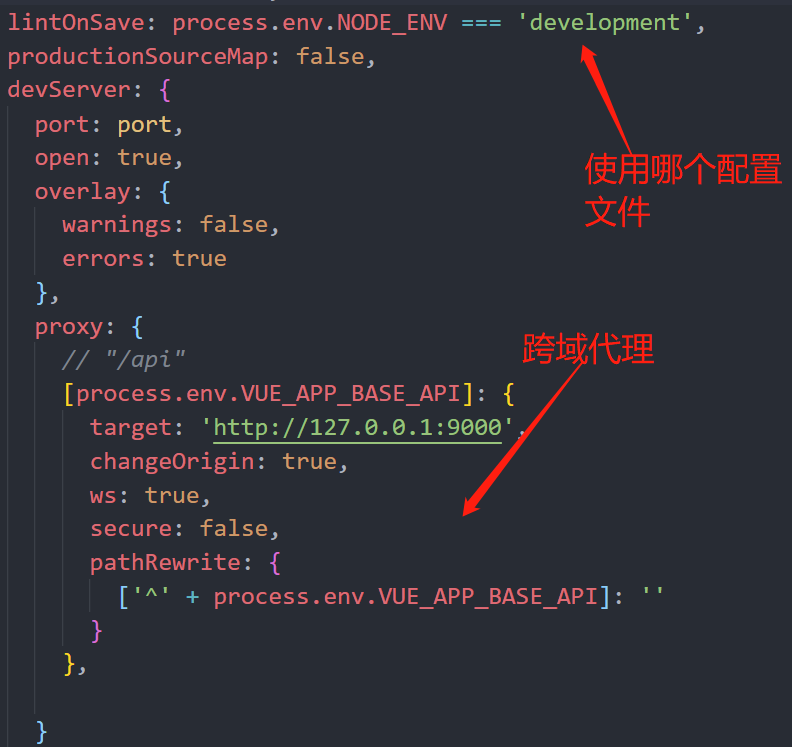 lintOnSave: process.env.NODE_ENV === 'development',
productionSourceMap: false,
devServer: {
port: port,
open: true,
使用哪个配置
overlay: {
文件
warnings: false,
errors: true
},
proxy: {
跨域代理
// "/api"
[process.env.VUE_APP_BASE_API]: {
target: 'http://127.0.0.1:9000',
changeOrigin: true,
ws: true,
secure: false,
pathRewrite: {
['^' + process.env.VUE_APP_BASE_API]: ''
}
},
}